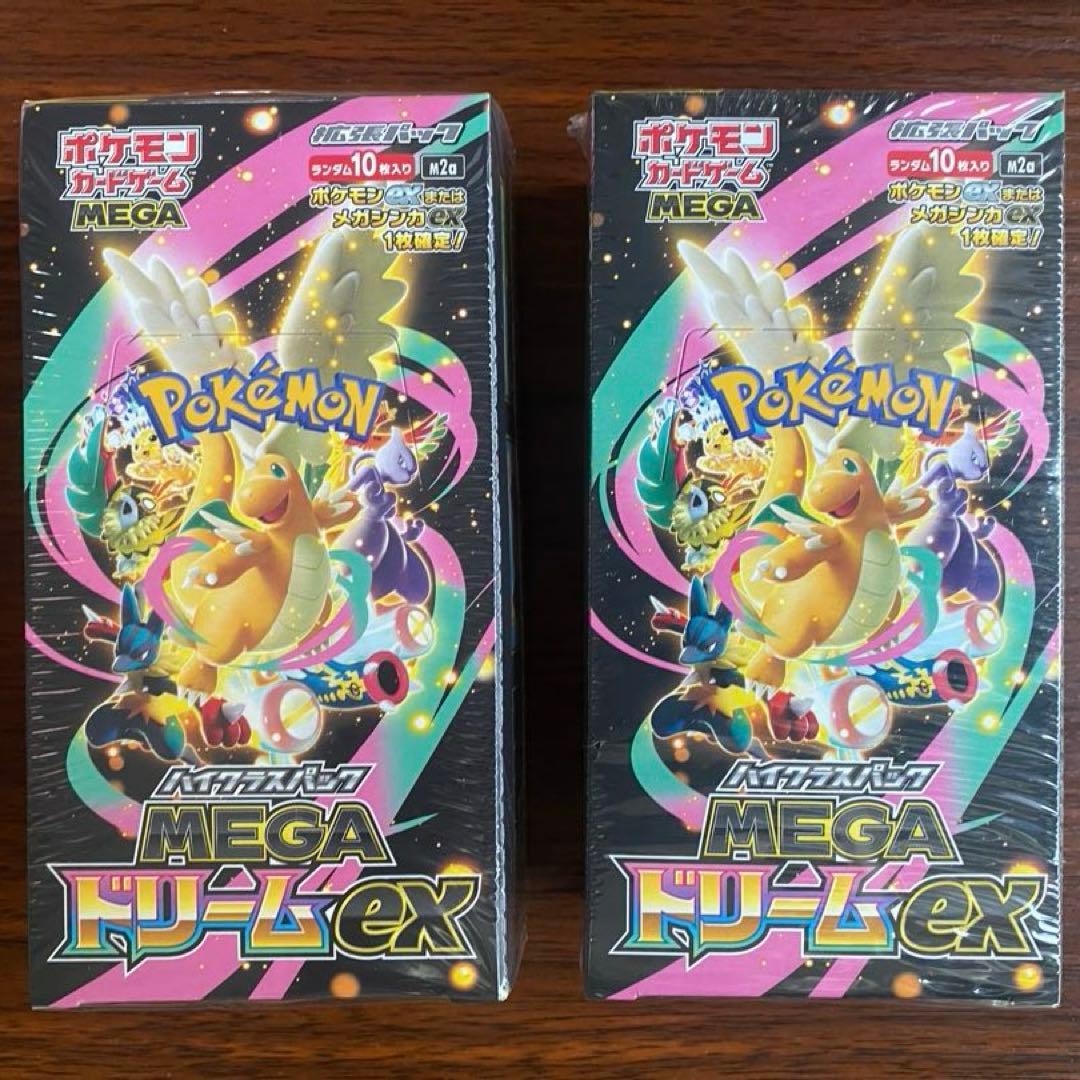 ポケモン
カードゲーム
MEGA
拡張パック
ランダム10枚入り M2a
ポケモンexまたは
メガシンカex
1枚確定!
POKÉMON
ハイクラスパック
MEGA
ドリームex
ポケモン
カードゲーム
MEGA
拡張パック
ランダム10枚入り M2a
ポケモンexまたは
メガシンカex
1枚確定!
POKÉMON
ハイクラスパック
MEGA
ドリームex